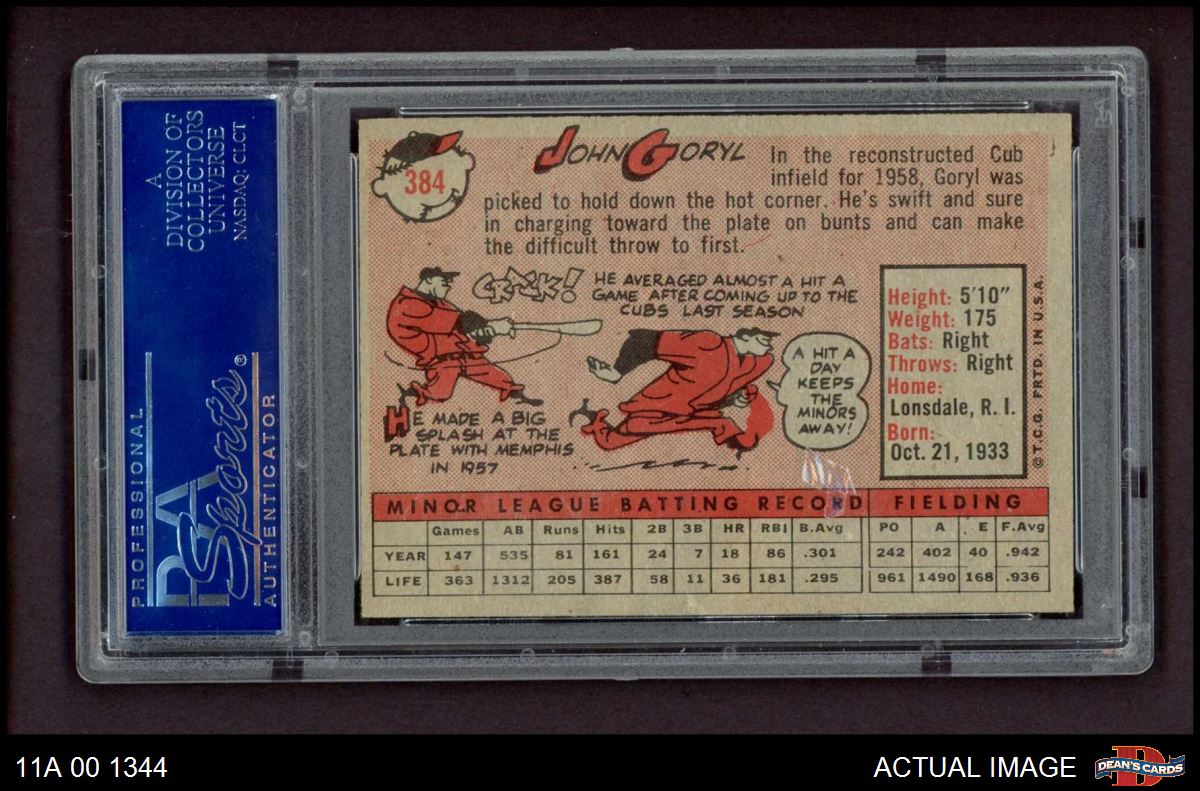 A
DIVISION OF
COLLECTORS
UNIVERSE
NASDAQ: CLCT
PROFESSIONAL
PSA
Sports®
AUTHENTICATOR
384
JOHN GORYL
In the reconstructed Cub
infield for 1958, Goryl was
picked to hold down the hot corner. He's swift and sure
in charging toward the plate on bunts and can make
the difficult throw to first.
CRACK!
HE AVERAGED ALMOST A HIT A
GAME AFTER COMING UP TO THE
CUBS LAST SEASON
HE MADE A BIG
SPLASH AT THE
PLATE WITH MEMPHIS
IN 1957
A HIT A
DAY
KEEPS
THE
MINORS
AWAY!
Height: 5'10"
Weight: 175
Bats: Right
Throws: Right
Home:
Lonsdale, R. I.
Born:
Oct. 21, 1933
© T.C.G. PRTD. IN U.S.A.
MINOR LEAGUE BATTING RECORD FIELDING
Games AB Runs Hits 2B 3B HR RBI B.Avg PO A E F.Avg
YEAR 147 535 81 161 24 7 18 86 .301 242 402 40 .942
LIFE 363 1312 205 387 58 11 36 181 .295 961 1490 168 .936
11A 00 1344
ACTUAL IMAGE
DEAN'S CARDS